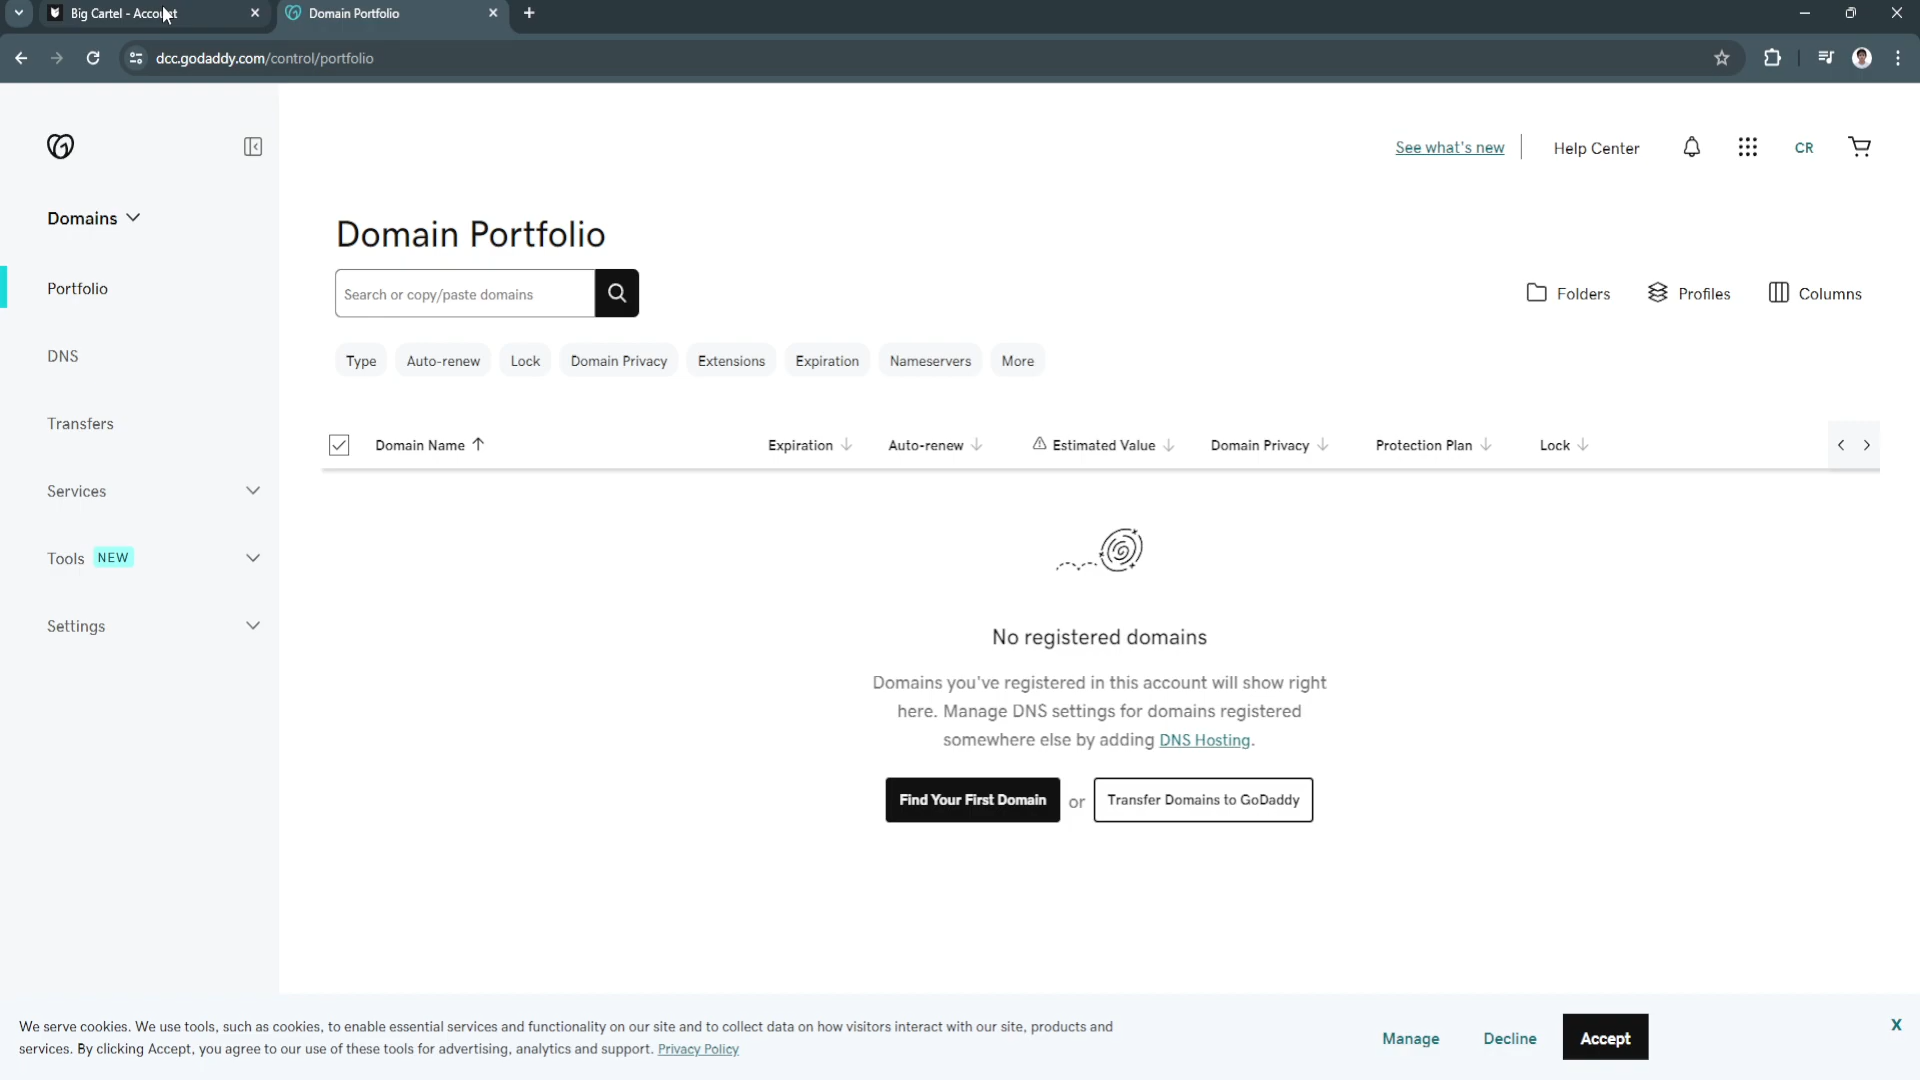 Big Cartel - Account
Domain Portfolio
dcc.godaddy.com/control/portfolio
See what's new
Help Center
CR
Domains
Portfolio
DNS
Transfers
Services
Tools NEW
Settings
Domain Portfolio
Search or copy/paste domains
Folders
Profiles
Columns
Type
Auto-renew
Lock
Domain Privacy
Extensions
Expiration
Nameservers
More
Domain Name
Expiration
Auto-renew
Estimated Value
Domain Privacy
Protection Plan
Lock
No registered domains
Domains you've registered in this account will show right
here. Manage DNS settings for domains registered
somewhere else by adding DNS Hosting.
Find Your First Domain
or
Transfer Domains to GoDaddy
We serve cookies. We use tools, such as cookies, to enable essential services and functionality on our site and to collect data on how visitors interact with our site, products and
services. By clicking Accept, you agree to our use of these tools for advertising, analytics and support. Privacy Policy
Manage
Decline
Accept
X